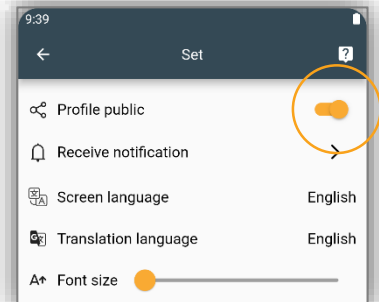 9:39
Set
Profile public
Receive notification
Screen language English
Translation language English
A Font size